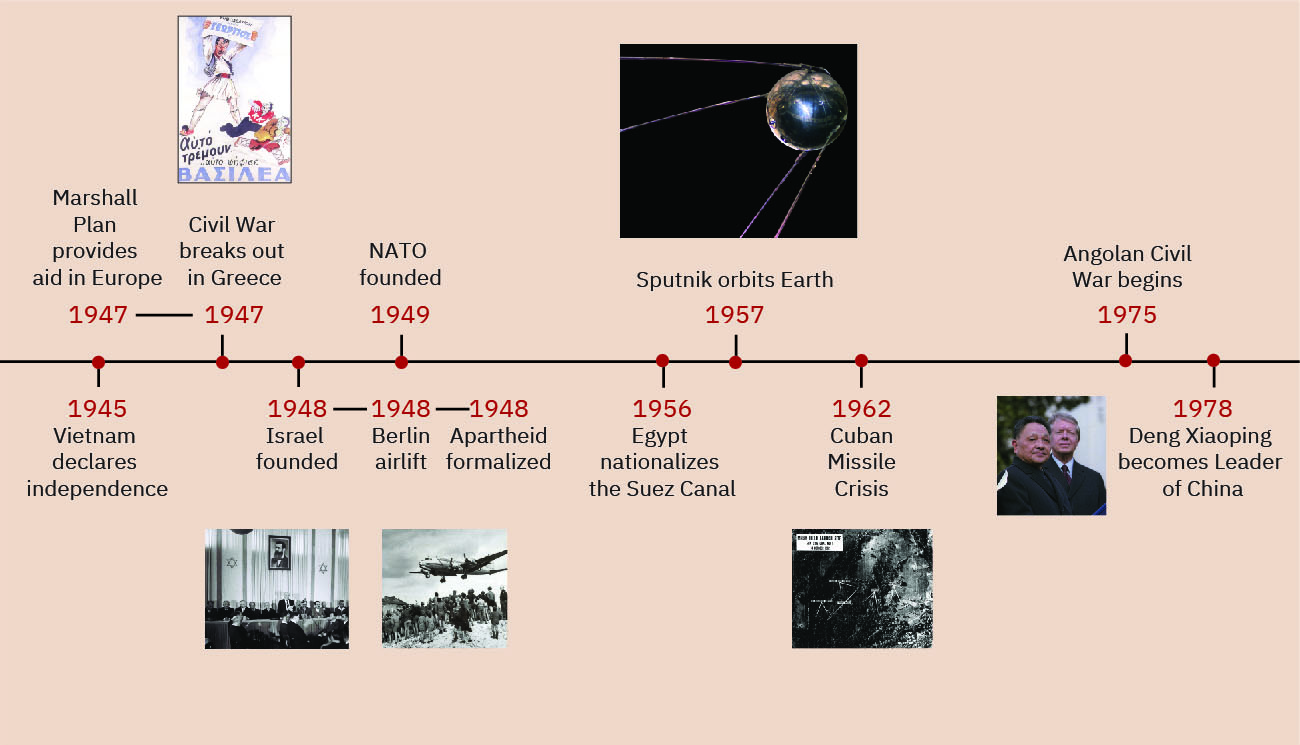 αὐτό
τρέμουν
ΒΑΣΙΛΕΑ
Marshall
Plan
provides
aid in Europe
1947
Civil War
breaks out
in Greece
1947
NATO
founded
1949
Sputnik orbits Earth
1957
Angolan Civil
War begins
1975
1945
Vietnam
declares
independence
1948
Israel
founded
1948
Berlin
airlift
1948
Apartheid
formalized
1956
Egypt
nationalizes
the Suez Canal
1962
Cuban
Missile
Crisis
1978
Deng Xiaoping
becomes Leader
of China